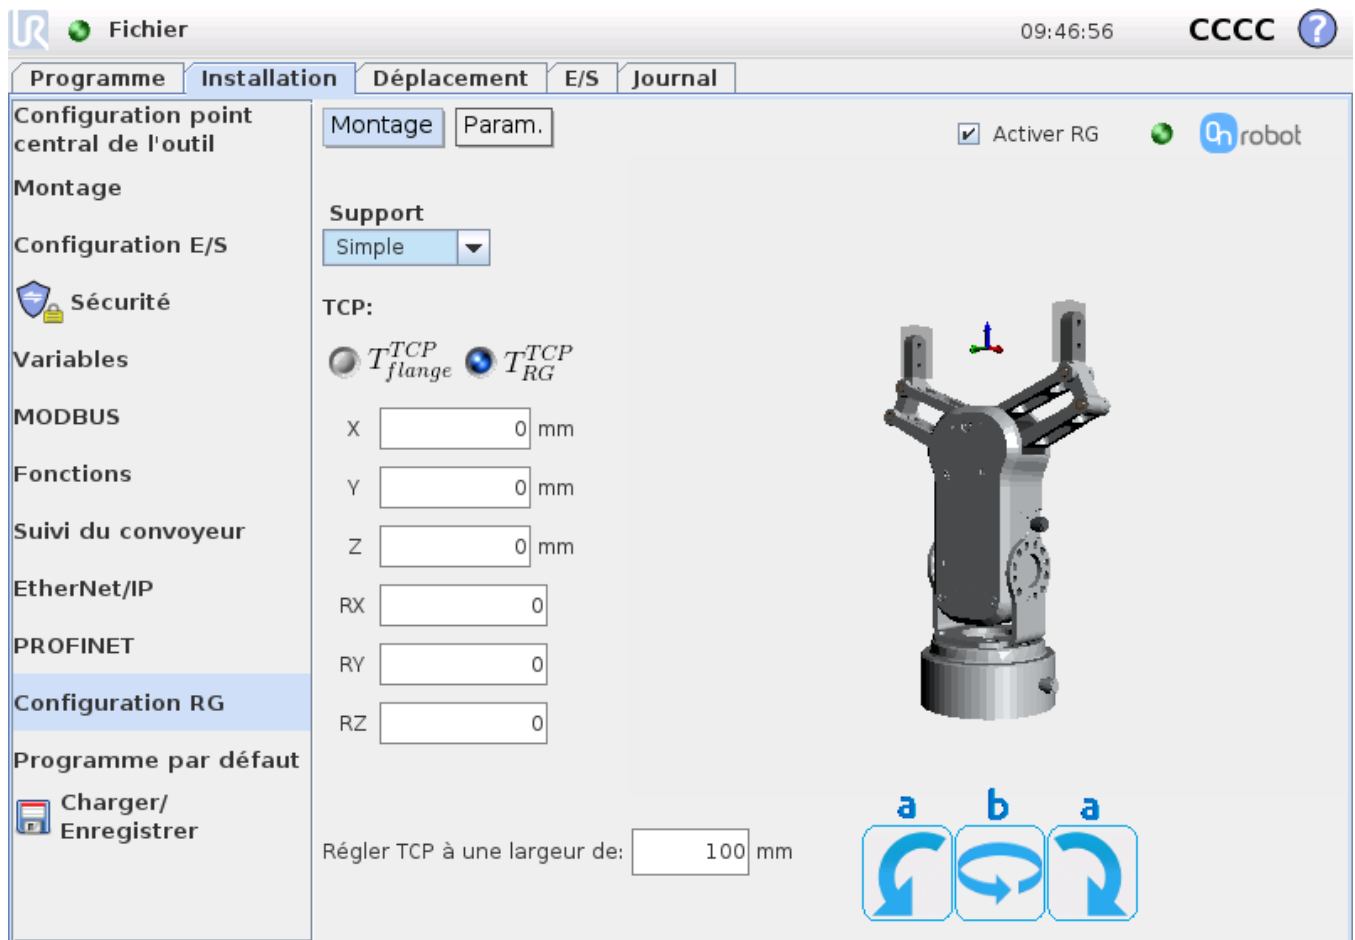 UR Fichier 09:46:56 CCCC ?
Programme Installation Déplacement E/S Journal
Configuration point
central de l'outil
Montage
Configuration E/S
Sécurité
Variables
MODBUS
Fonctions
Suivi du convoyeur
EtherNet/IP
PROFINET
Configuration RG
Programme par défaut
Charger/
Enregistrer
Montage Param.
Activer RG On robot
Support
Simple
TCP:
T^{TCP}_{flange} T^{TCP}_{RG}
X 0 mm
Y 0 mm
Z 0 mm
RX 0
RY 0
RZ 0
Régler TCP à une largeur de: 100 mm
a b a